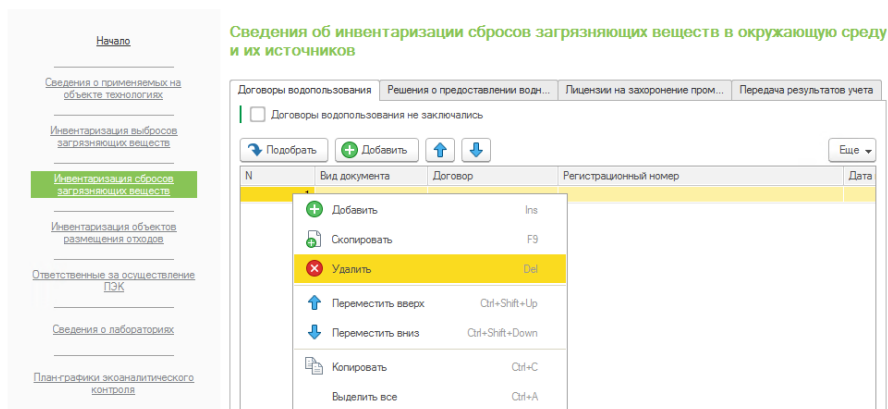 Начало
Сведения о применяемых на
объекте технологиях
Инвентаризация выбросов
загрязняющих веществ
Инвентаризация сбросов
загрязняющих веществ
Инвентаризация объектов
размещения отходов
Ответственные за осуществление
ПЭК
Сведения о лабораториях
План-графики экоаналитического
контроля
Сведения об инвентаризации сбросов загрязняющих веществ в окружающую среду
и их источников
Договоры водопользования Решения о предоставлении водн... Лицензии на захоронение пром... Передача результатов учета
Договоры водопользования не заключались
Подобрать Добавить Еще
N Вид документа Договор Регистрационный номер Дата
1
Добавить Ins
Скопировать F9
Удалить Del
Переместить вверх Ctrl+Shift+Up
Переместить вниз Ctrl+Shift+Down
Копировать Ctrl+C
Выделить все Ctrl+A